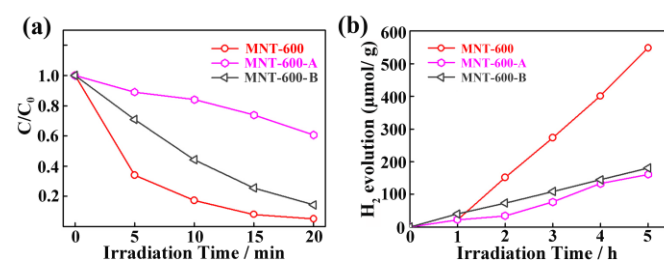 (a)
MNT-600
MNT-600-A
MNT-600-B
C/C0
1.0
0.8
0.6
0.4
0.2
0 5 10 15 20
Irradiation Time / min
(b)
MNT-600
MNT-600-A
MNT-600-B
H2 evolution (μmol/ g)
600
500
400
300
200
100
0
0 1 2 3 4 5
Irradiation Time / h